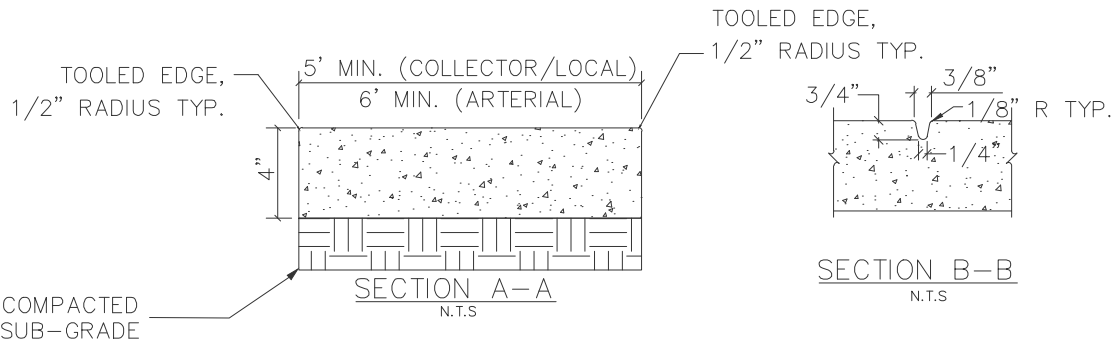 TOOLED EDGE,
1/2" RADIUS TYP.
5' MIN. (COLLECTOR/LOCAL)
6' MIN. (ARTERIAL)
TOOLED EDGE,
1/2" RADIUS TYP.
4"
COMPACTED
SUB-GRADE
SECTION A-A
N.T.S
3/4"
3/8"
1/8" R TYP.
1/4"
SECTION B-B
N.T.S